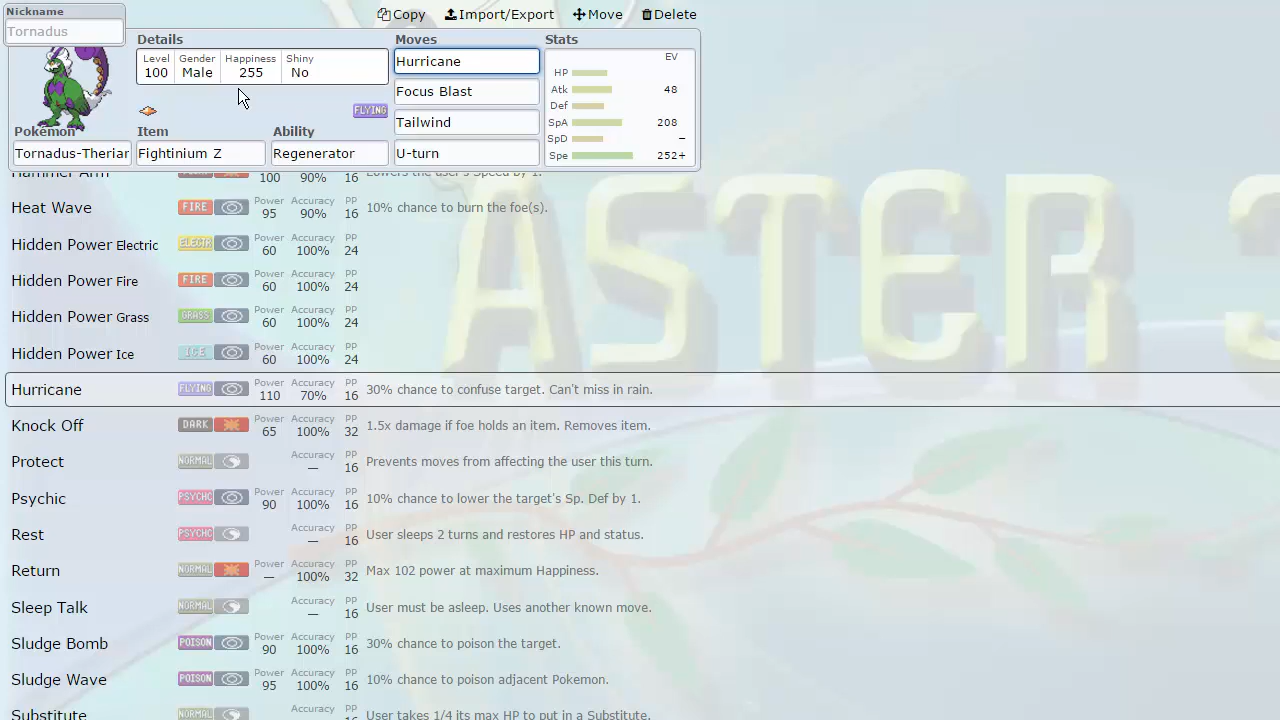 Nickname
Tornadus
Copy Import/Export Move Delete
Details
Level Gender Happiness Shiny
100 Male 255 No
FLYING
Pokémon Item Ability
Tornadus-Therian Fightinium Z Regenerator
Moves
Hurricane
Focus Blast
Tailwind
U-turn
Stats
EV
HP
Atk 48
Def
SpA 208
SpD –
Spe 252+
Hammer Arm 100 90% 16 Lowers the user's Speed by 1.
Heat Wave FIRE Power 95 Accuracy 90% PP 16 10% chance to burn the foe(s).
Hidden Power Electric ELECTR Power 60 Accuracy 100% PP 24
Hidden Power Fire FIRE Power 60 Accuracy 100% PP 24
Hidden Power Grass GRASS Power 60 Accuracy 100% PP 24
Hidden Power Ice ICE Power 60 Accuracy 100% PP 24
Hurricane FLYING Power 110 Accuracy 70% PP 16 30% chance to confuse target. Can't miss in rain.
Knock Off DARK Power 65 Accuracy 100% PP 32 1.5x damage if foe holds an item. Removes item.
Protect NORMAL Accuracy — PP 16 Prevents moves from affecting the user this turn.
Psychic PSYCHC Power 90 Accuracy 100% PP 16 10% chance to lower the target's Sp. Def by 1.
Rest PSYCHC Accuracy — PP 16 User sleeps 2 turns and restores HP and status.
Return NORMAL Power — Accuracy 100% PP 32 Max 102 power at maximum Happiness.
Sleep Talk NORMAL Accuracy — PP 16 User must be asleep. Uses another known move.
Sludge Bomb POISON Power 90 Accuracy 100% PP 16 30% chance to poison the target.
Sludge Wave POISON Power 95 Accuracy 100% PP 16 10% chance to poison adjacent Pokemon.
Substitute NORMAL Accuracy PP 16 User takes 1/4 its max HP to put in a Substitute.
ASTER